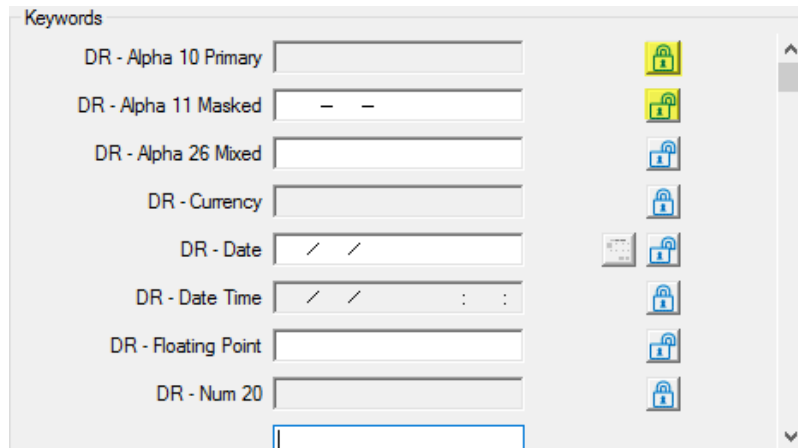 Keywords
DR - Alpha 10 Primary
DR - Alpha 11 Masked – –
DR - Alpha 26 Mixed
DR - Currency
DR - Date / /
DR - Date Time / / : :
DR - Floating Point
DR - Num 20